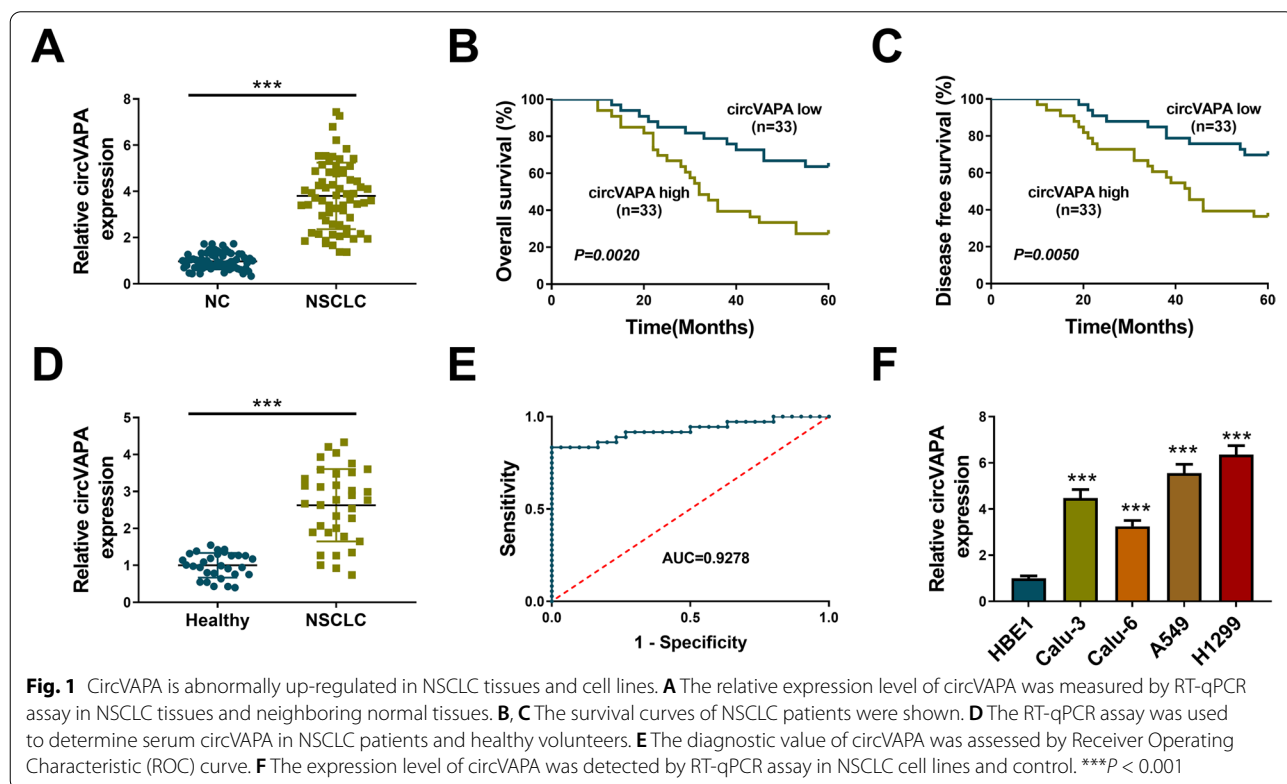 A
***
Relative circVAPA
expression
8
6
4
2
0
NC
NSCLC
B
Overall survival (%)
100
80
60
40
20
0
circVAPA low
(n=33)
circVAPA high
(n=33)
P=0.0020
0
20
40
60
Time(Months)
C
Disease free survival (%)
100
80
60
40
20
0
circVAPA low
(n=33)
circVAPA high
(n=33)
P=0.0050
0
20
40
60
Time(Months)
D
***
Relative circVAPA
expression
5
4
3
2
1
0
Healthy
NSCLC
E
Sensitivity
1.0
0.5
0.0
AUC=0.9278
0.0
0.5
1.0
1 - Specificity
F
Relative circVAPA
expression
8
6
4
2
0
***
***
***
***
HBE1
Calu-3
Calu-6
A549
H1299
Fig. 1 CircVAPA is abnormally up-regulated in NSCLC tissues and cell lines. A The relative expression level of circVAPA was measured by RT-qPCR
assay in NSCLC tissues and neighboring normal tissues. B, C The survival curves of NSCLC patients were shown. D The RT-qPCR assay was used
to determine serum circVAPA in NSCLC patients and healthy volunteers. E The diagnostic value of circVAPA was assessed by Receiver Operating
Characteristic (ROC) curve. F The expression level of circVAPA was detected by RT-qPCR assay in NSCLC cell lines and control. ***P < 0.001